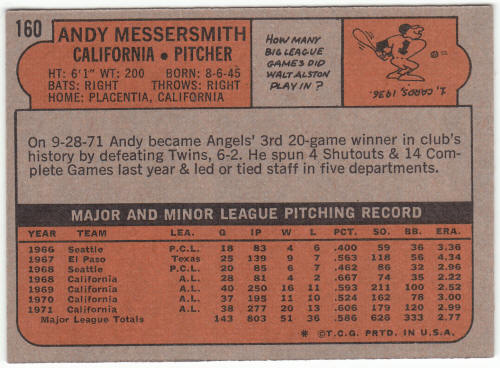 160
ANDY MESSERSMITH
CALIFORNIA • PITCHER
HT: 6'1" WT: 200 BORN: 8-6-45
BATS: RIGHT THROWS: RIGHT
HOME: PLACENTIA, CALIFORNIA
HOW MANY
BIG LEAGUE
GAMES DID
WALT ALSTON
PLAY IN?
1, CARDS, 1936
On 9-28-71 Andy became Angels' 3rd 20-game winner in club's
history by defeating Twins, 6-2. He spun 4 Shutouts & 14 Com-
plete Games last year & led or tied staff in five departments.
MAJOR AND MINOR LEAGUE PITCHING RECORD
YEAR TEAM LEA. G IP W L PCT. SO. BB. ERA.
1966 Seattle P.C.L. 18 83 4 6 .400 59 36 3.36
1967 El Paso Texas 25 139 9 7 .563 118 56 4.34
1968 Seattle P.C.L. 20 85 6 7 .462 86 32 2.96
1968 California A.L. 28 81 4 2 .667 74 35 2.22
1969 California A.L. 40 250 16 11 .593 211 100 2.52
1970 California A.L. 37 195 11 10 .524 162 78 3.00
1971 California A.L. 38 277 20 13 .606 179 121 2.99
Major League Totals 143 803 51 36 .586 626 333 2.77
* ©T.C.G. PRTD. IN U.S.A.